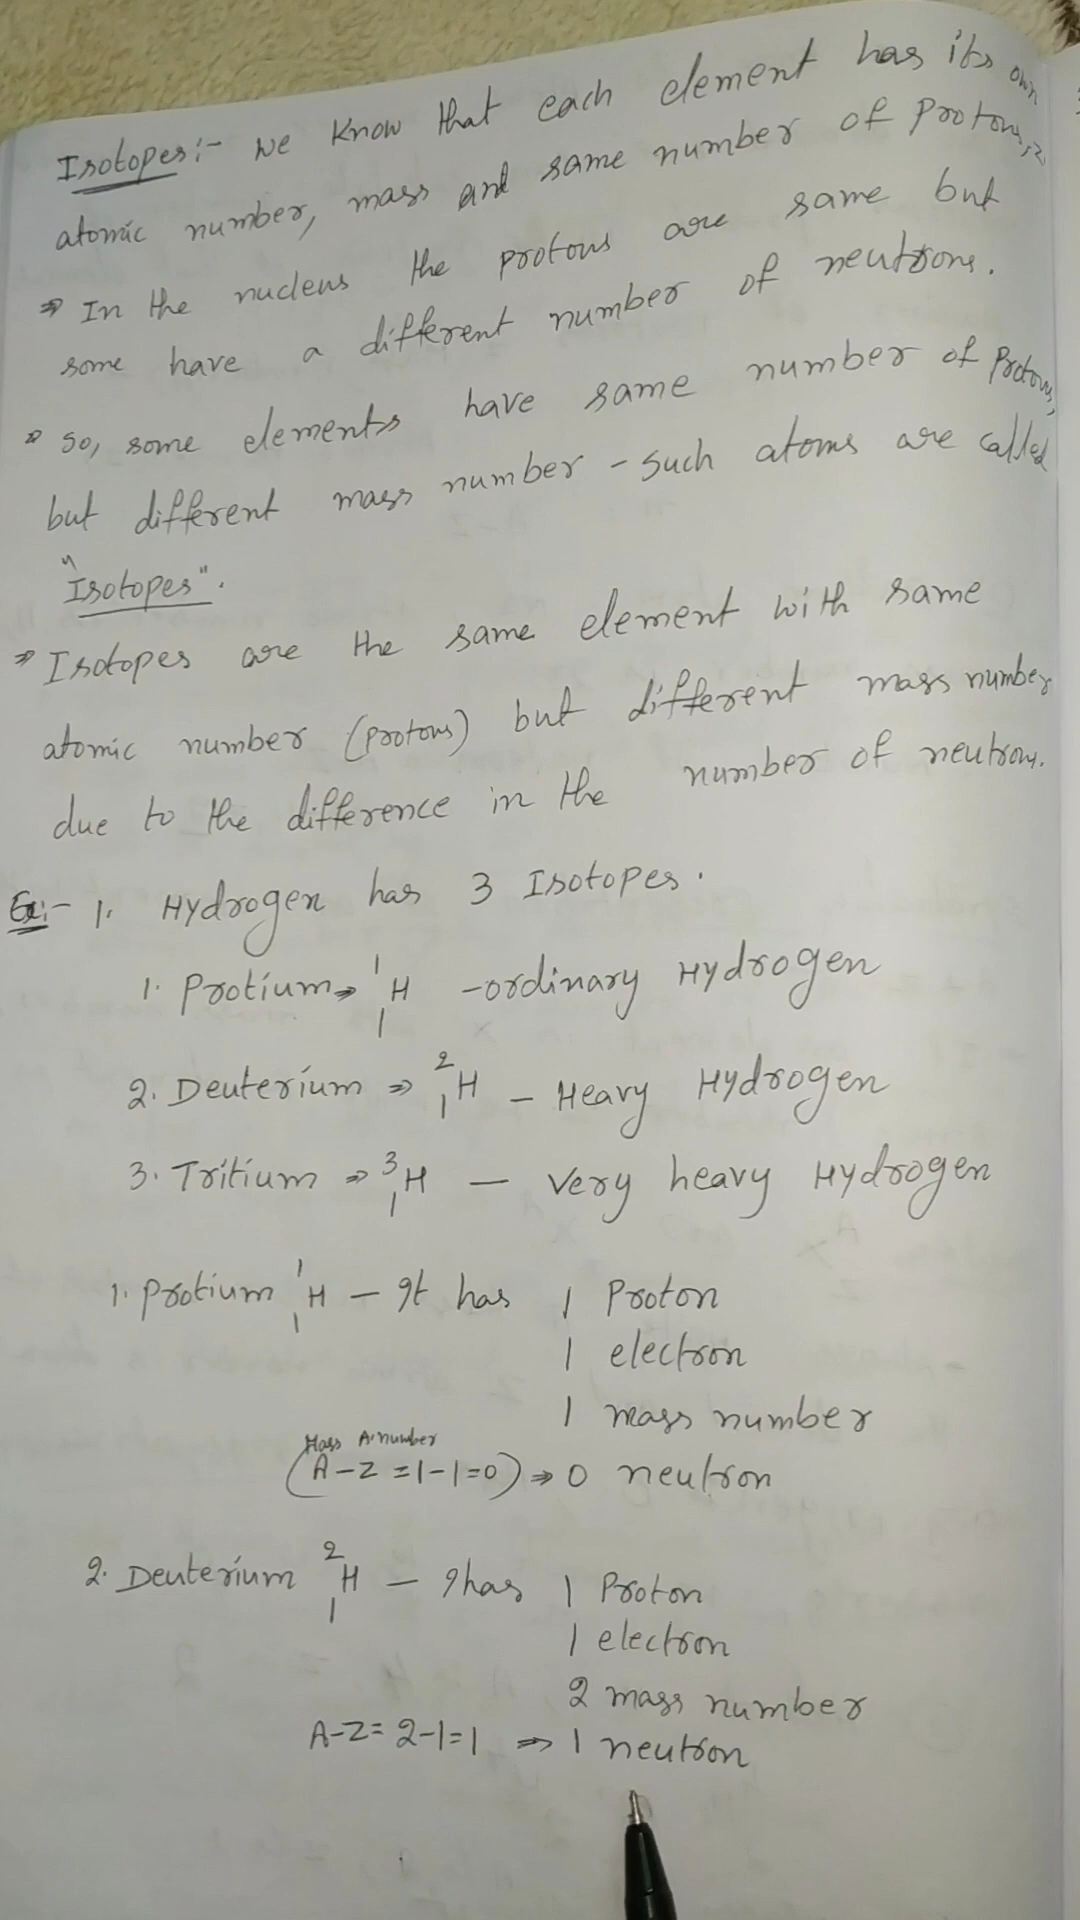 Isotopes:- we know that each element has its own
atomic number, mass and same number of protons,
⇒ In the nucleus the protons are same but
some have a different number of neutrons.
⇒ So, some elements have same number of protons,
but different mass number - such atoms are called
"Isotopes".
⇒ Isotopes are the same element with same
atomic number (protons) but different mass number
due to the difference in the number of neutron.
Ex:- 1. Hydrogen has 3 Isotopes.
1. Protium ⇒ ¹₁H - ordinary Hydrogen
2. Deuterium ⇒ ²₁H - Heavy Hydrogen
3. Tritium ⇒ ³₁H - Very heavy Hydrogen
1. Protium ¹₁H - It has 1 Proton
1 electron
1 mass number
Mass A.number
(A-Z=1-1=0) ⇒ 0 neutron
2. Deuterium ²₁H - I has 1 Proton
1 electron
2 mass number
A-Z=2-1=1 ⇒ 1 neutron